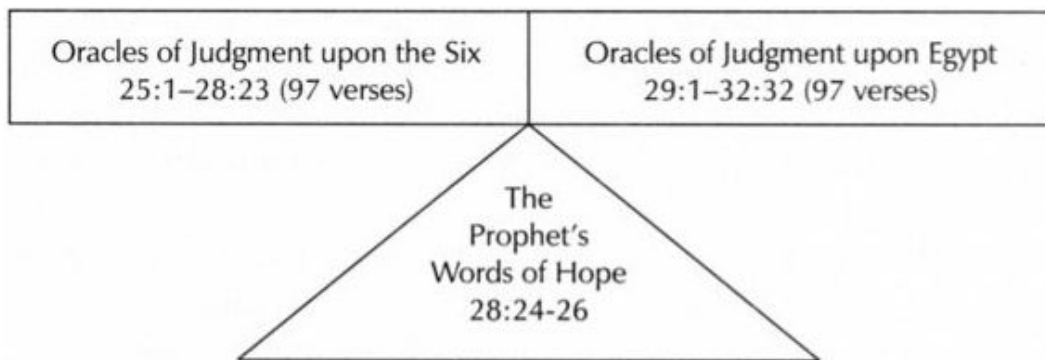 Oracles of Judgment upon the Six
25:1–28:23 (97 verses)
Oracles of Judgment upon Egypt
29:1–32:32 (97 verses)
The
Prophet's
Words of Hope
28:24-26